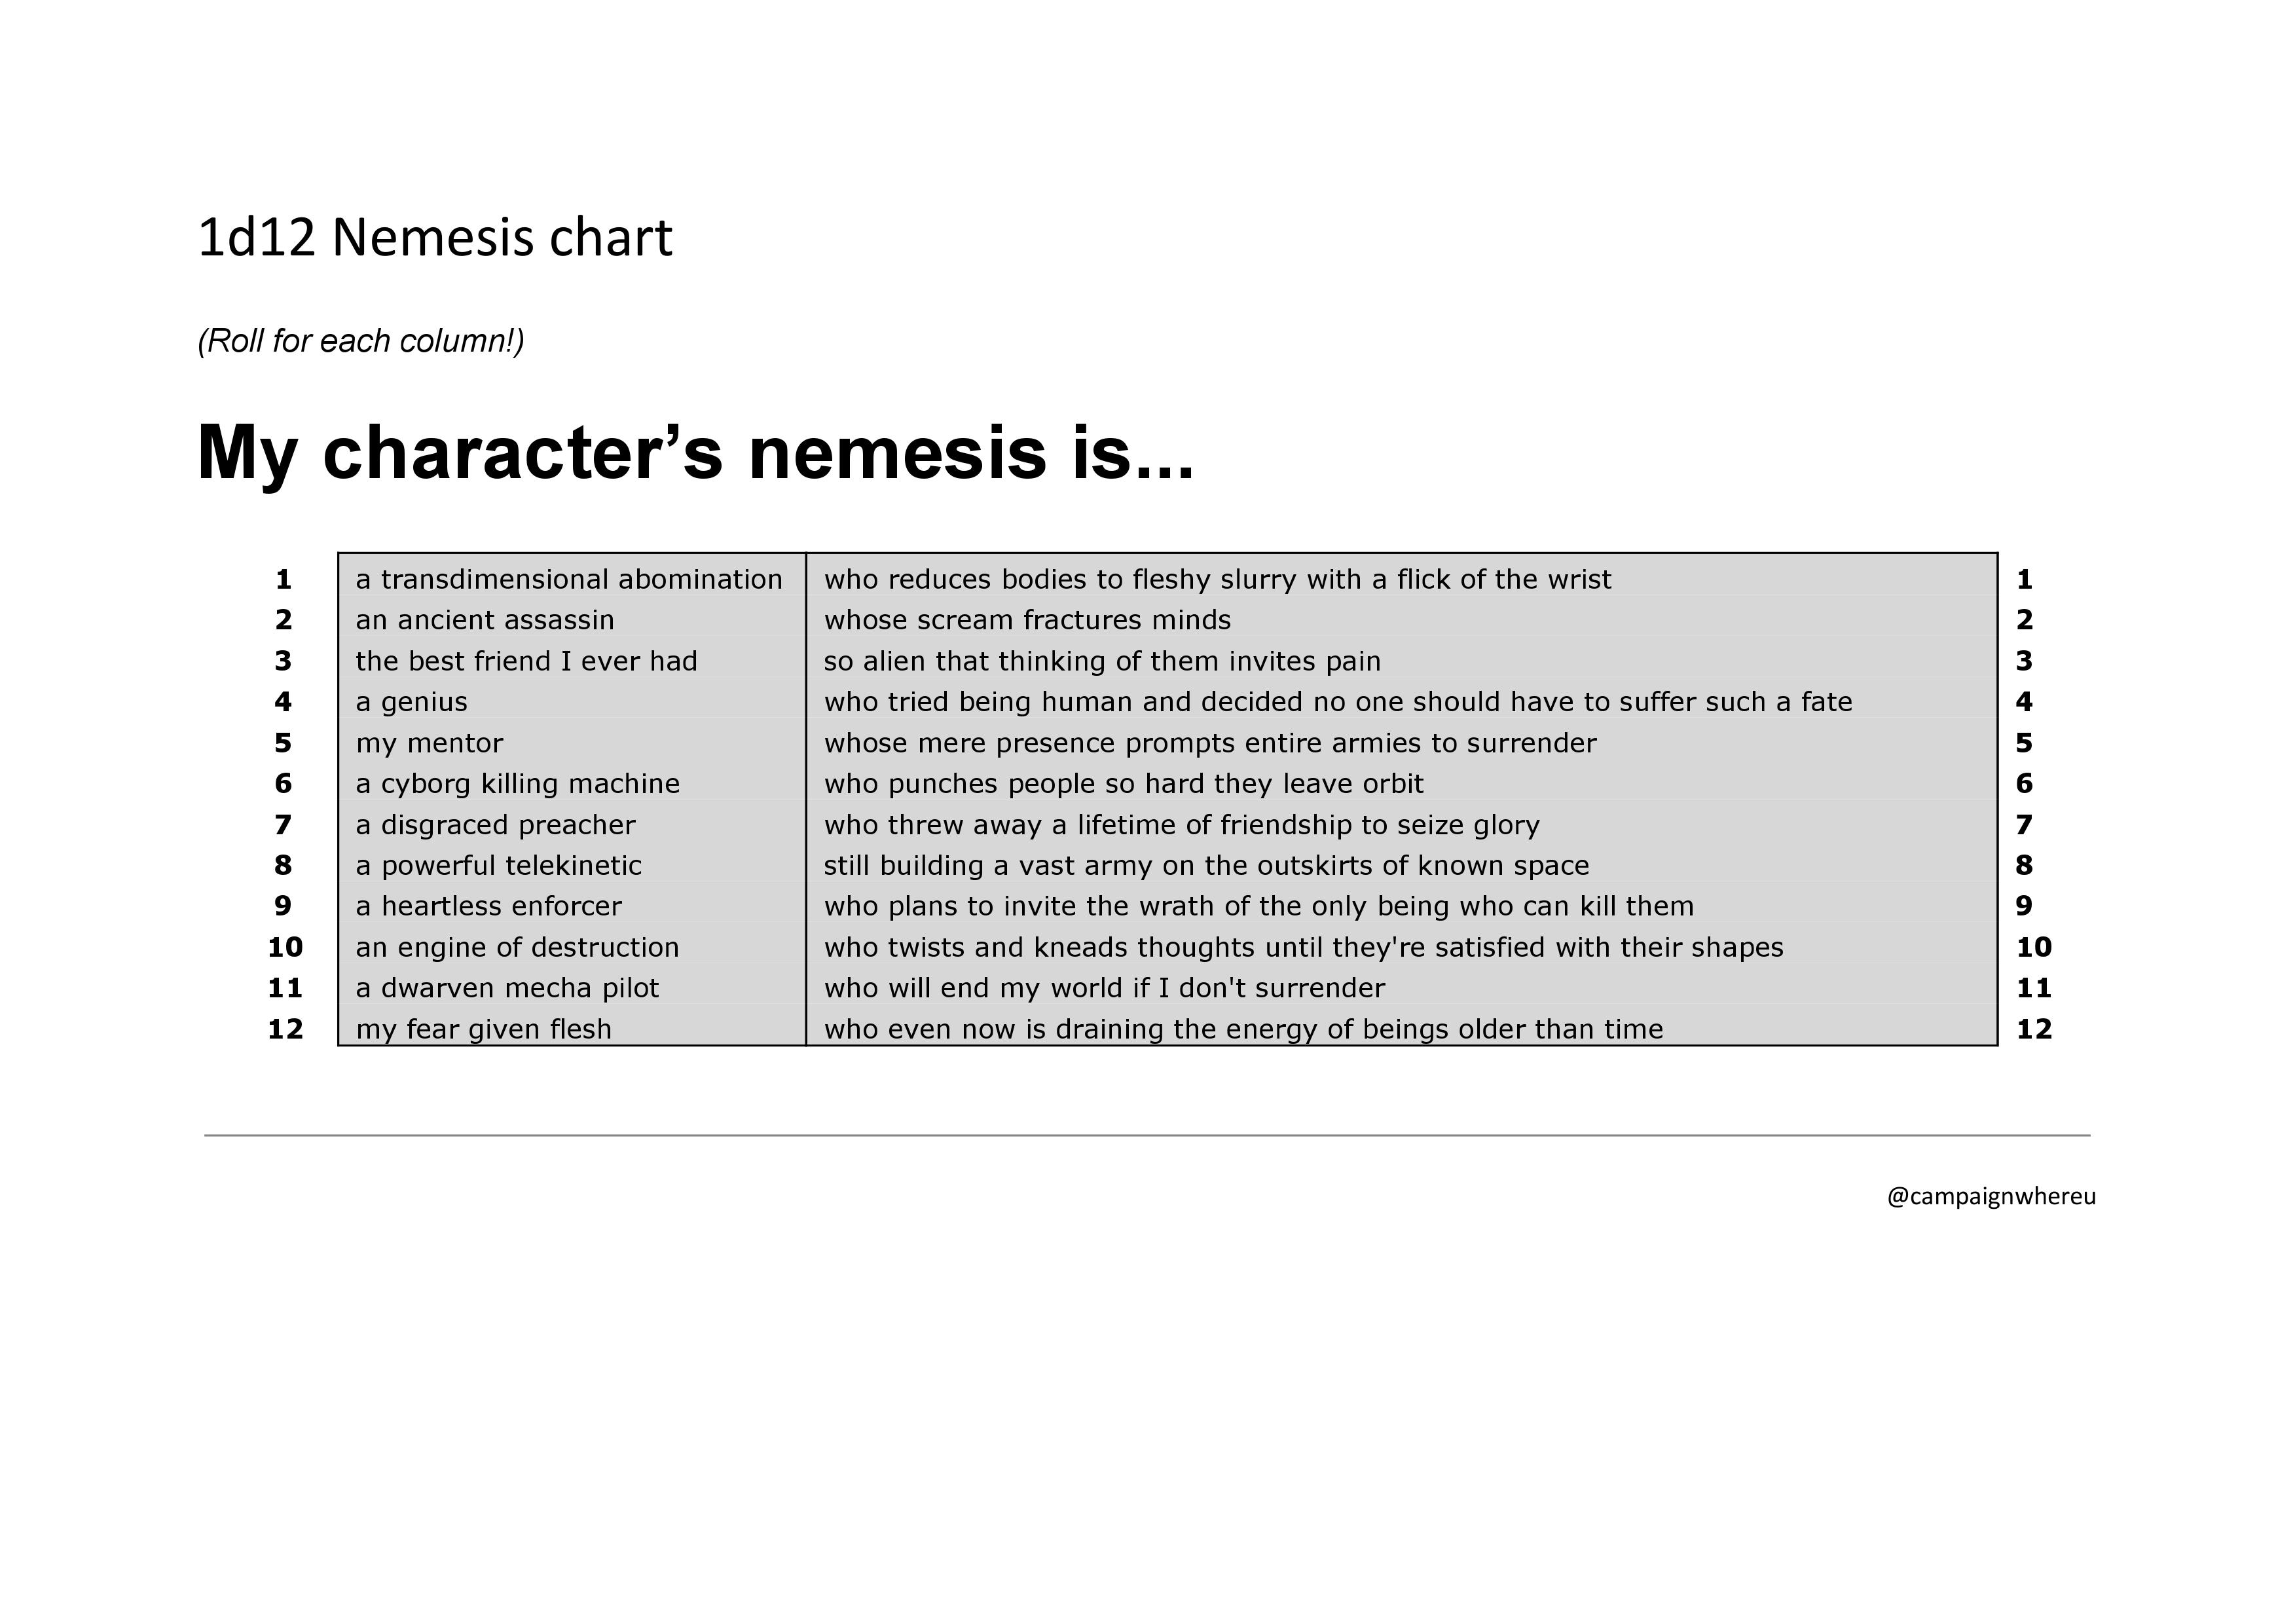 1d12 Nemesis chart
(Roll for each column!)
My character’s nemesis is...
1 a transdimensional abomination who reduces bodies to fleshy slurry with a flick of the wrist 1
2 an ancient assassin whose scream fractures minds 2
3 the best friend I ever had so alien that thinking of them invites pain 3
4 a genius who tried being human and decided no one should have to suffer such a fate 4
5 my mentor whose mere presence prompts entire armies to surrender 5
6 a cyborg killing machine who punches people so hard they leave orbit 6
7 a disgraced preacher who threw away a lifetime of friendship to seize glory 7
8 a powerful telekinetic still building a vast army on the outskirts of known space 8
9 a heartless enforcer who plans to invite the wrath of the only being who can kill them 9
10 an engine of destruction who twists and kneads thoughts until they're satisfied with their shapes 10
11 a dwarven mecha pilot who will end my world if I don't surrender 11
12 my fear given flesh who even now is draining the energy of beings older than time 12
@campaignwhereu